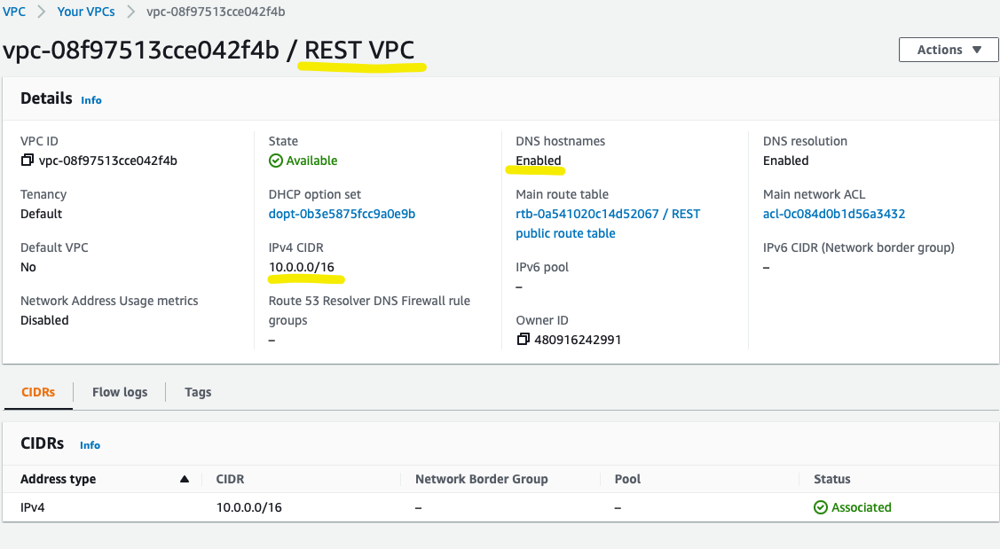 VPC > Your VPCs > vpc-08f97513cce042f4b
vpc-08f97513cce042f4b / REST VPC
Actions ▼
Details Info
VPC ID
vpc-08f97513cce042f4b
State
Available
DNS hostnames
Enabled
DNS resolution
Enabled
Tenancy
Default
DHCP option set
dopt-0b3e5875fcc9a0e9b
Main route table
rtb-0a541020c14d52067 / REST
public route table
Main network ACL
acl-0c084d0b1d56a3432
Default VPC
No
IPv4 CIDR
10.0.0.0/16
IPv6 pool
–
IPv6 CIDR (Network border group)
–
Network Address Usage metrics
Disabled
Route 53 Resolver DNS Firewall rule
groups
–
Owner ID
480916242991
CIDRs Flow logs Tags
CIDRs Info
Address type ▲ CIDR Network Border Group Pool Status
IPv4 10.0.0.0/16 – – Associated